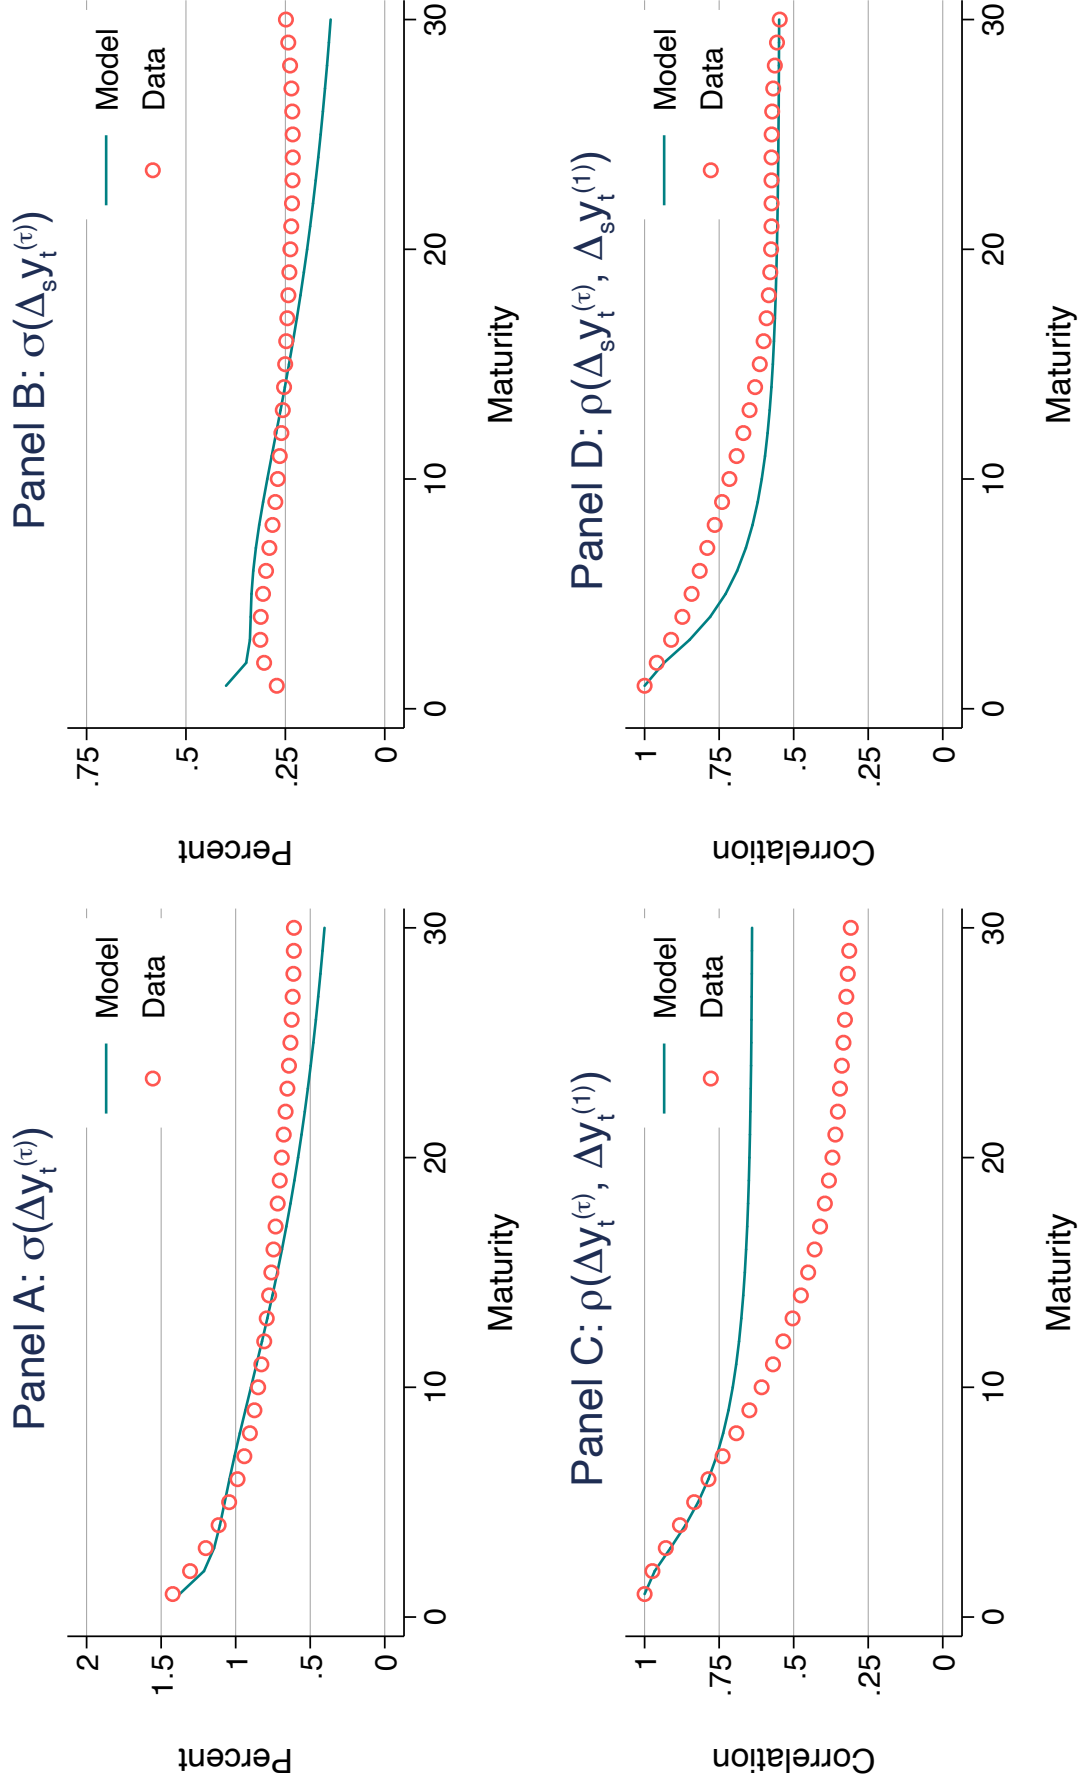 Panel A: σ(Δy_t^(τ))
Percent
2
1.5
1
.5
0
0
10
20
30
Maturity
Model
Data
Panel B: σ(Δ_s y_t^(τ))
Percent
.75
.5
.25
0
0
10
20
30
Maturity
Model
Data
Panel C: ρ(Δy_t^(τ), Δy_t^(1))
Correlation
1
.75
.5
.25
0
0
10
20
30
Maturity
Model
Data
Panel D: ρ(Δ_s y_t^(τ), Δ_s y_t^(1))
Correlation
1
.75
.5
.25
0
0
10
20
30
Maturity
Model
Data